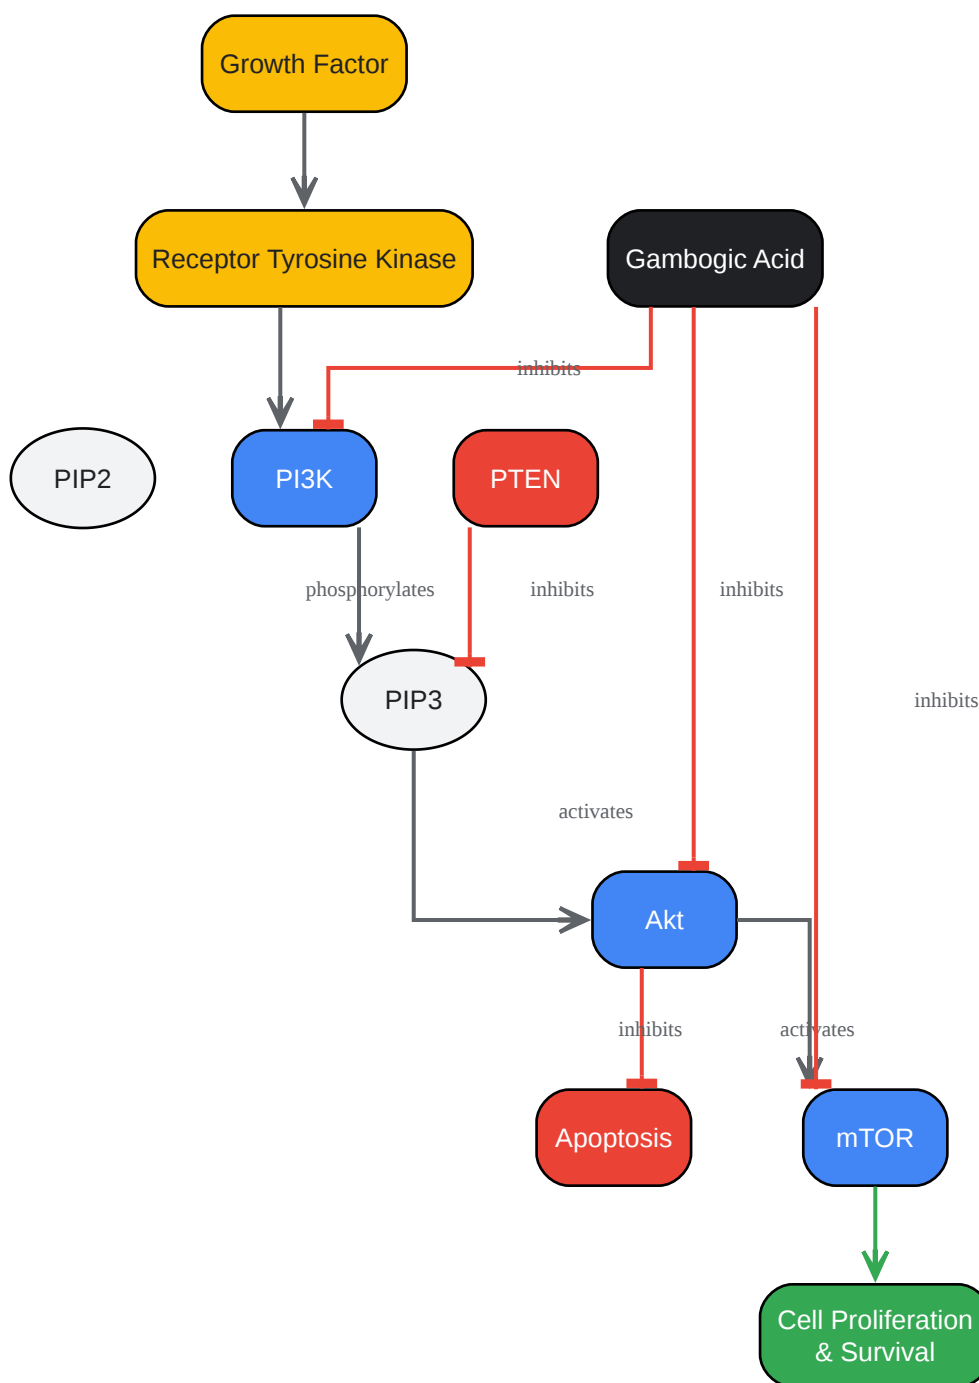 Growth Factor
Receptor Tyrosine Kinase
Gambogic Acid
inhibits
PIP2
PI3K
PTEN
phosphorylates
inhibits
inhibits
PIP3
inhibits
activates
Akt
inhibits
activates
Apoptosis
mTOR
Cell Proliferation
& Survival